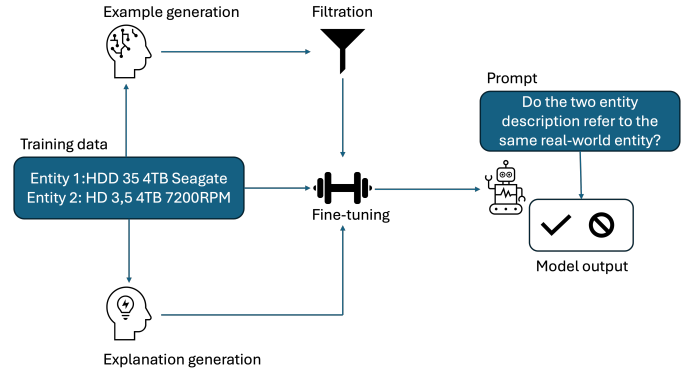 Example generation
Filtration
Prompt
Do the two entity
description refer to the
same real-world entity?
Training data
Entity 1:HDD 35 4TB Seagate
Entity 2: HD 3,5 4TB 7200RPM
Fine-tuning
Model output
Explanation generation